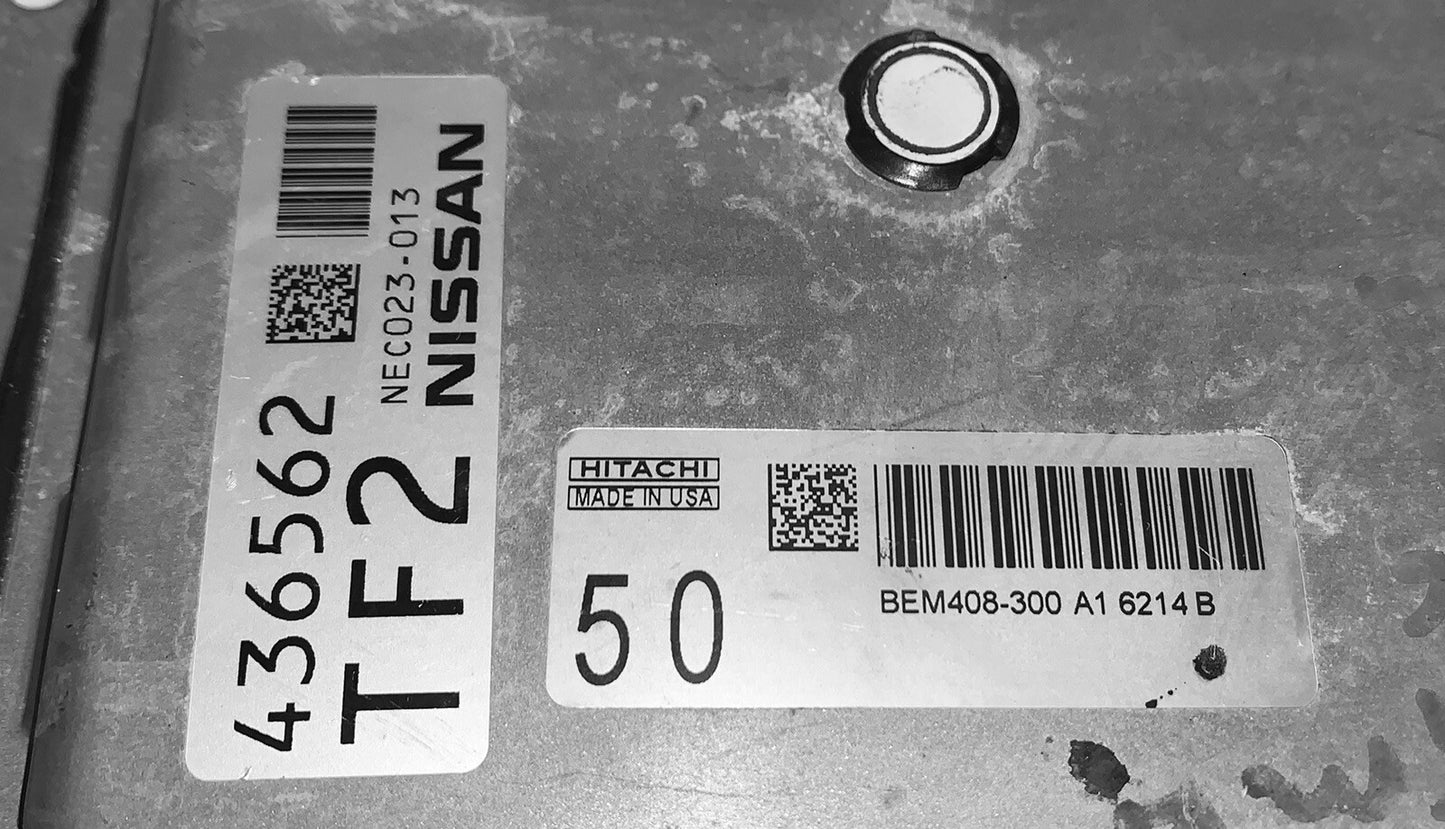 NEC023-013
NISSAN
436562
TF2
HITACHI
MADE IN USA
50
BEM408-300 A1 6214 B